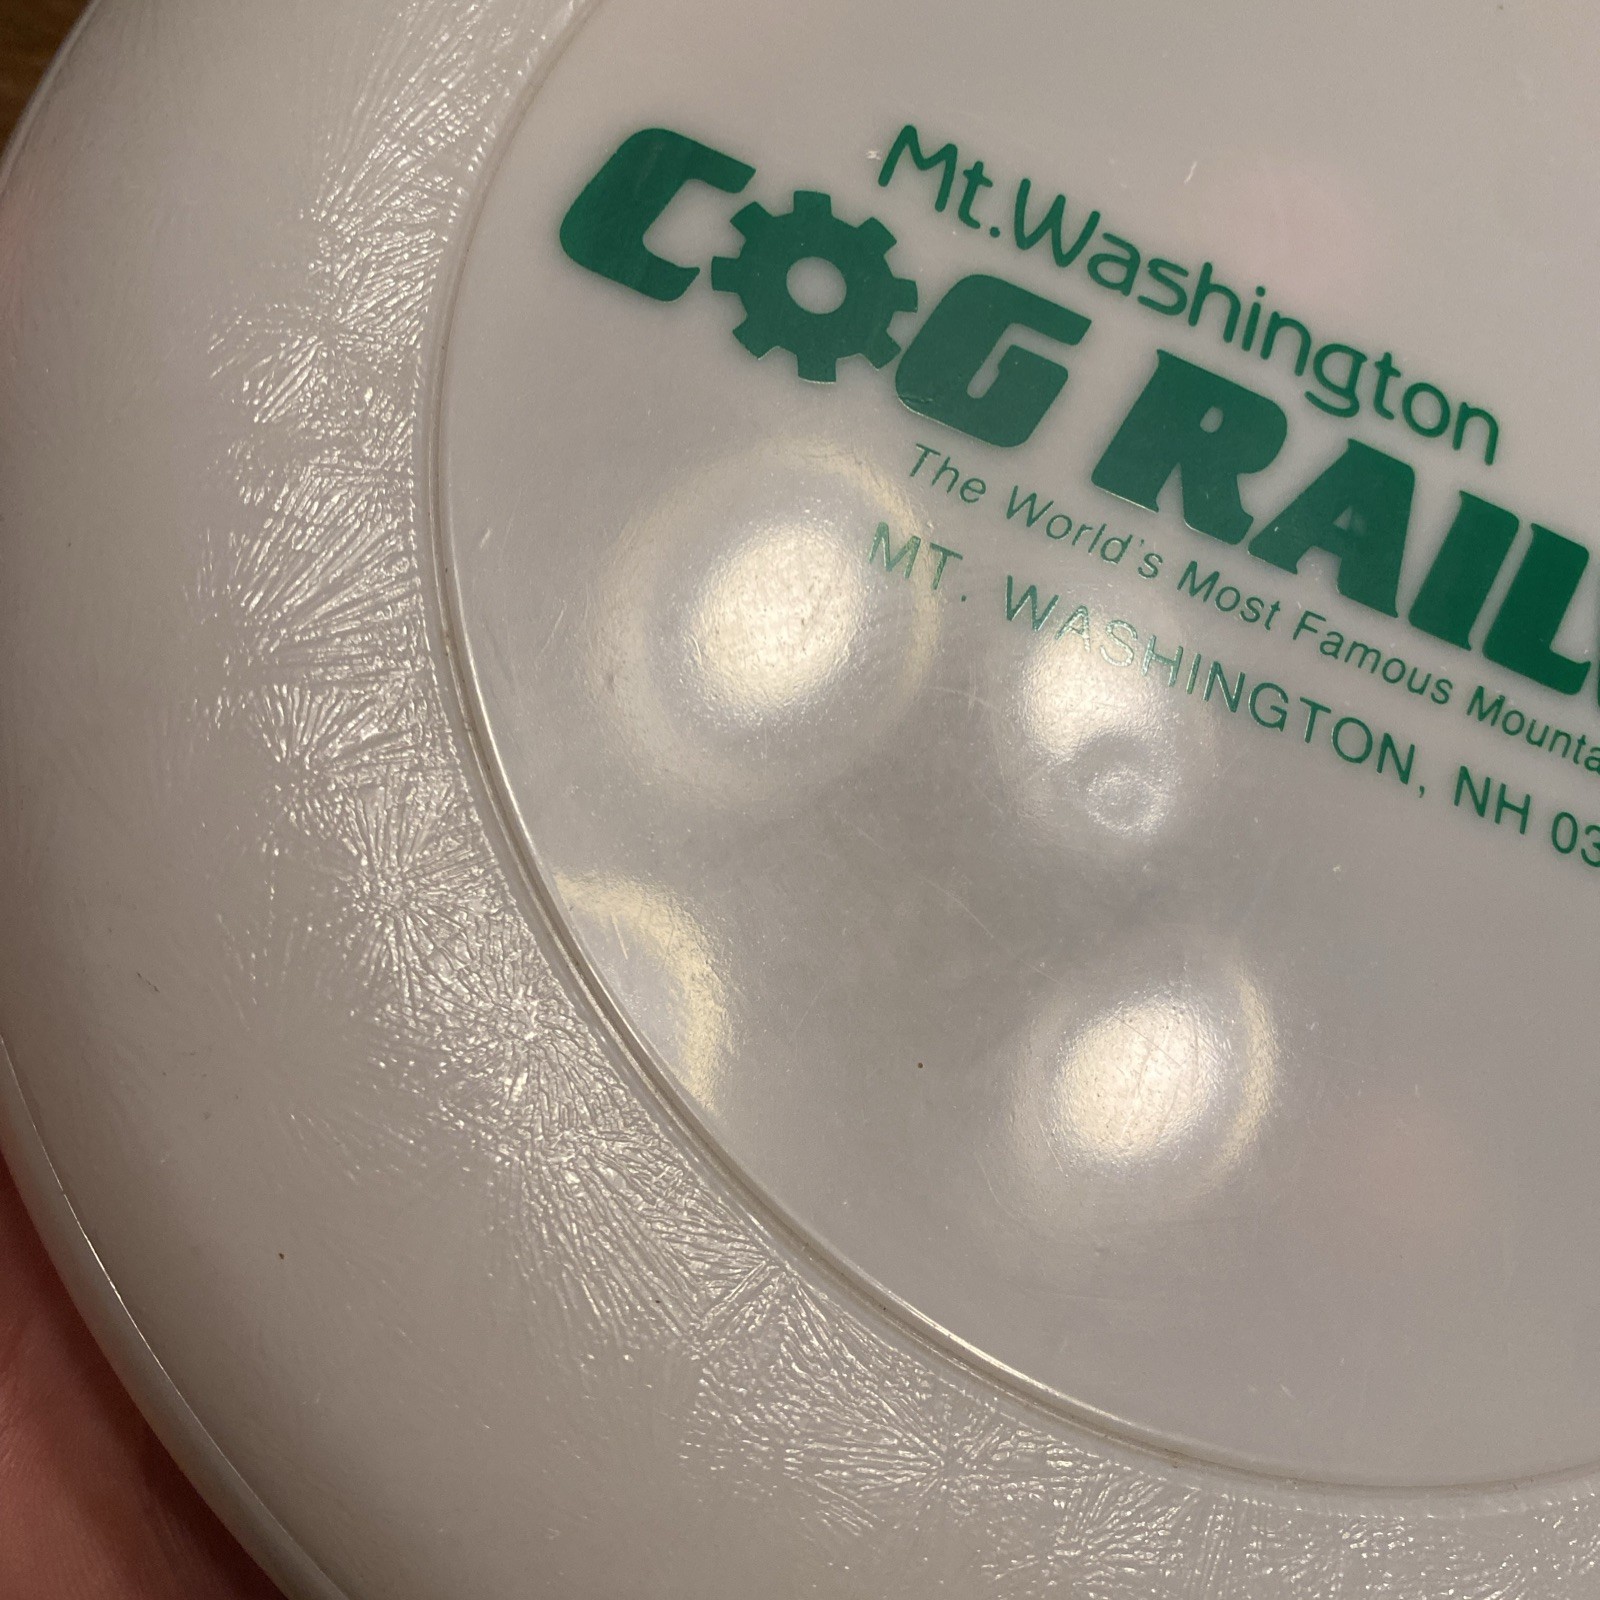 Mt. Washington
COG RAIL
The World's Most Famous Mounta
MT. WASHINGTON, NH 03